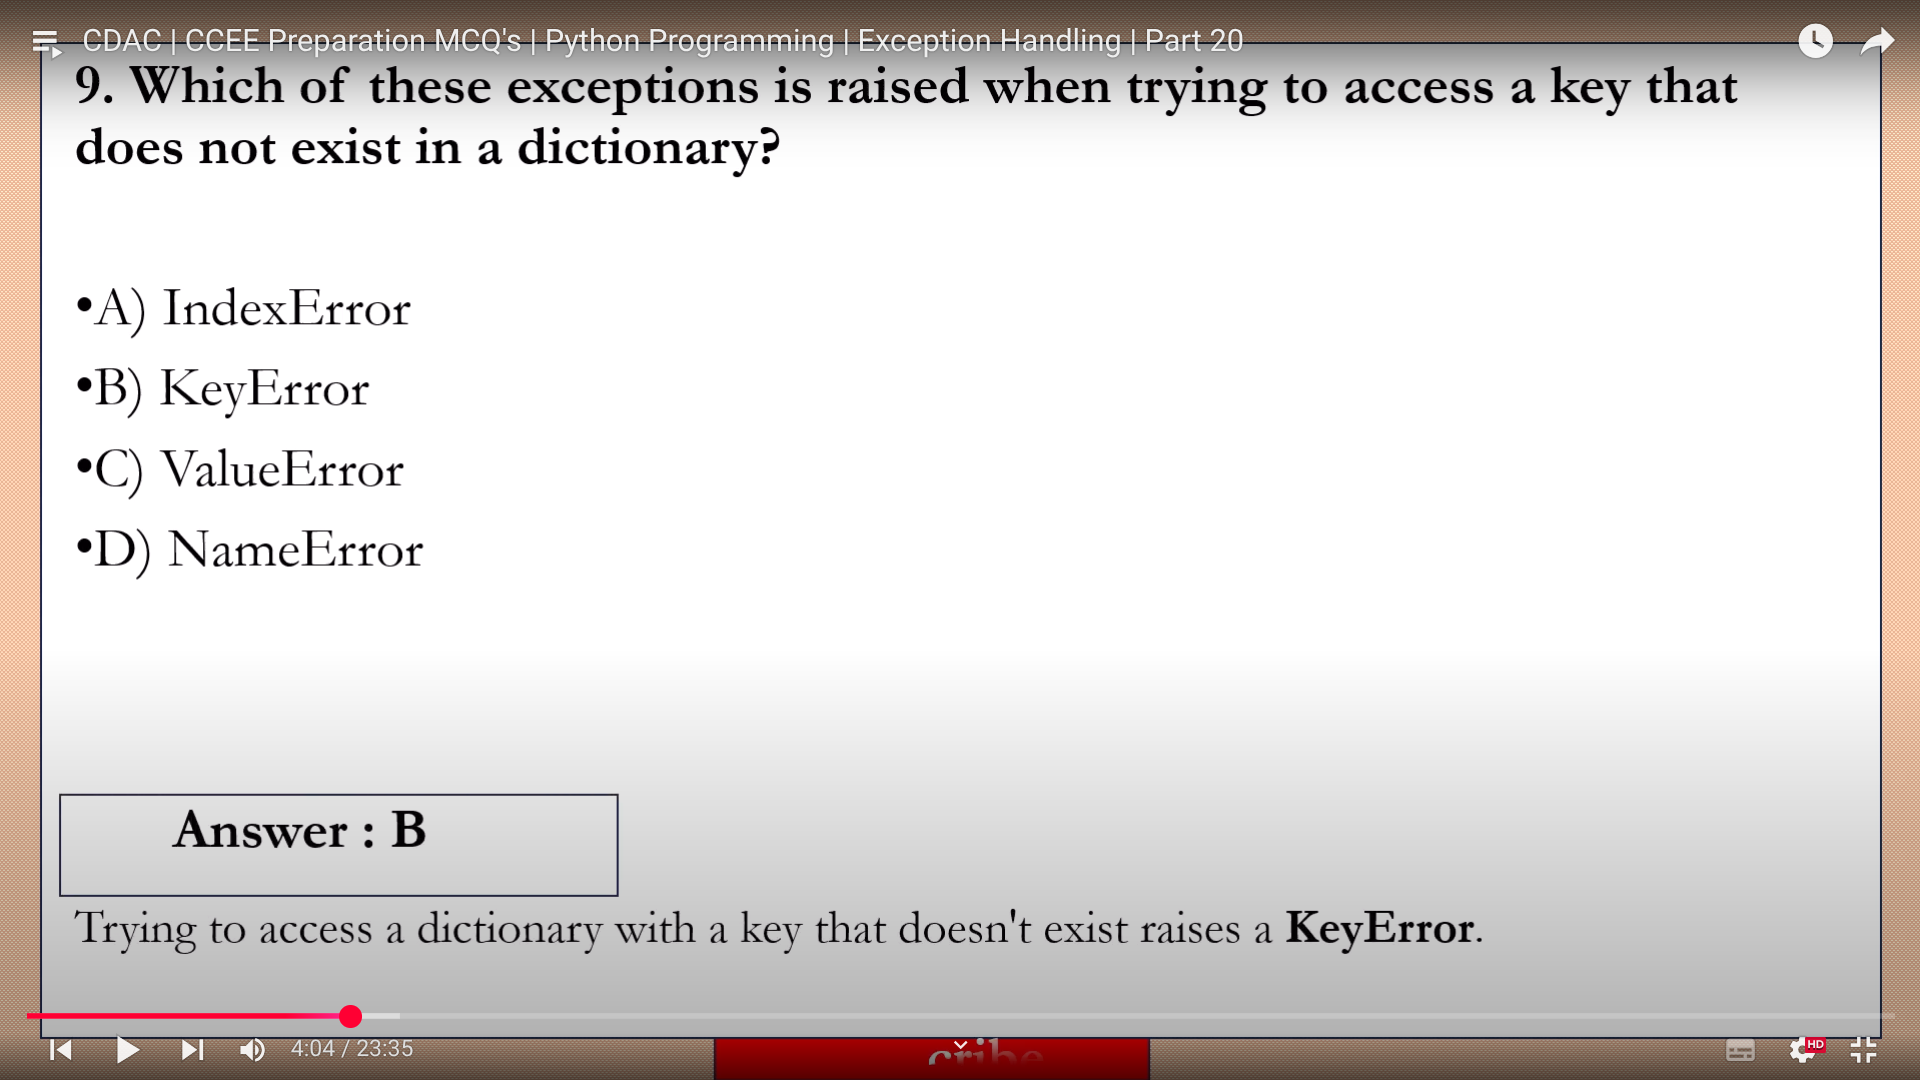 CDAC | CCEE Preparation MCQ's | Python Programming | Exception Handling | Part 20
9. Which of these exceptions is raised when trying to access a key that
does not exist in a dictionary?
•A) IndexError
•B) KeyError
•C) ValueError
•D) NameError
Answer : B
Trying to access a dictionary with a key that doesn't exist raises a KeyError.
4:04 / 23:35
HD